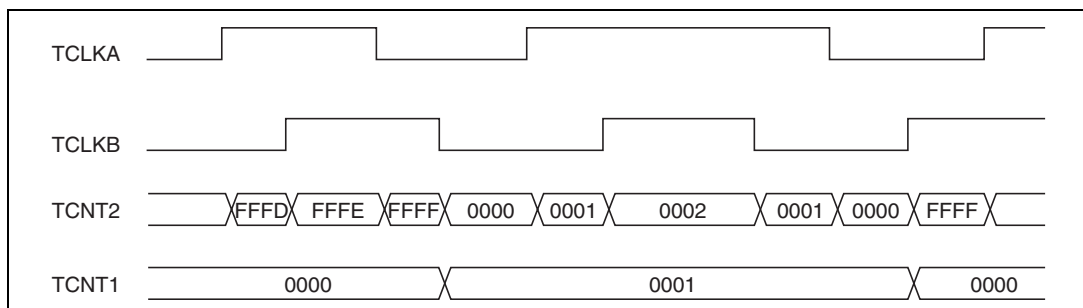 TCLKA
TCLKB
TCNT2 FFFD FFFE FFFF 0000 0001 0002 0001 0000 FFFF
TCNT1 0000 0001 0000